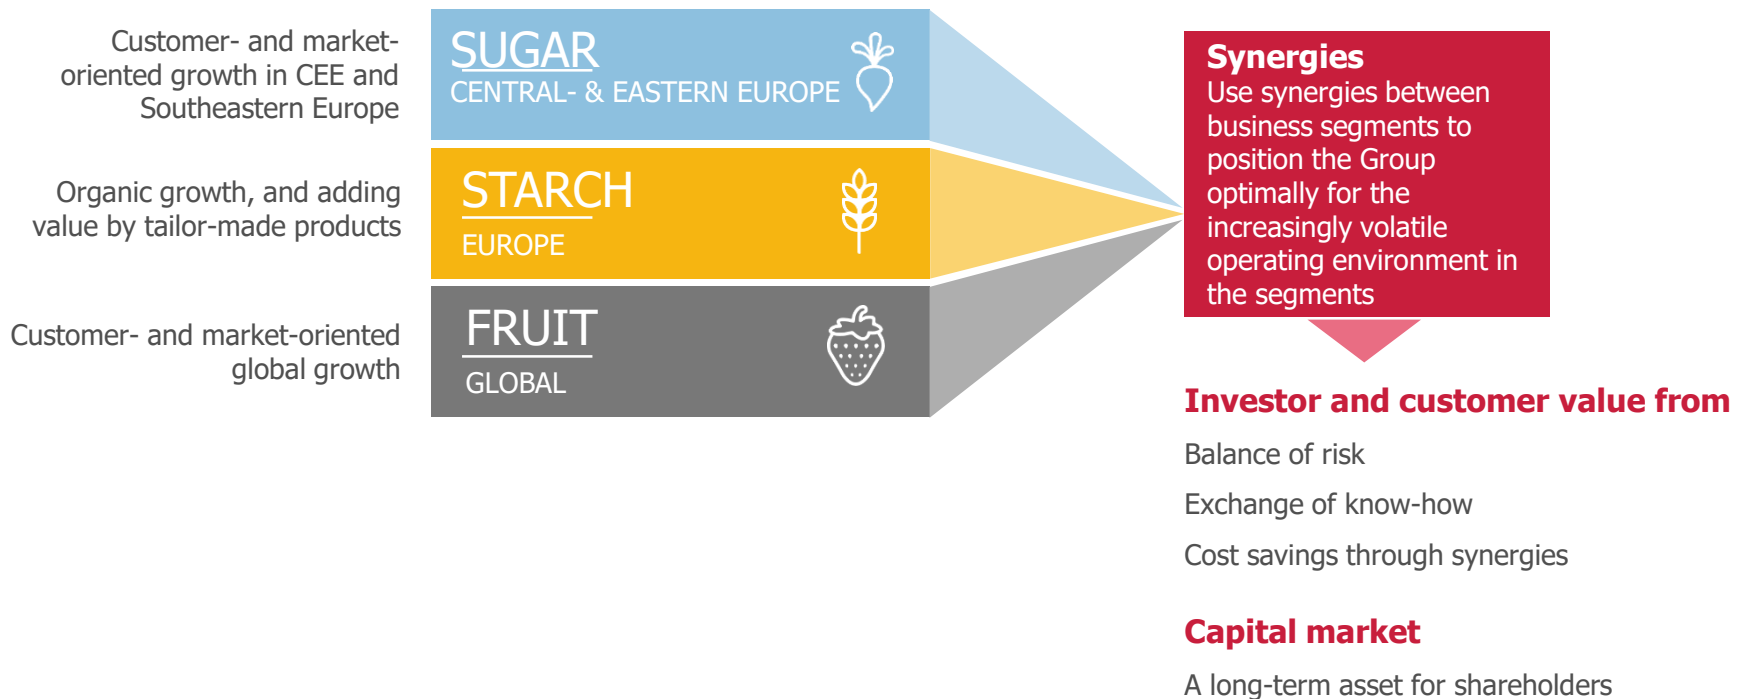 Customer- and market-
oriented growth in CEE and
Southeastern Europe
SUGAR
CENTRAL- & EASTERN EUROPE
Organic growth, and adding
value by tailor-made products
STARCH
EUROPE
Customer- and market-oriented
global growth
FRUIT
GLOBAL
Synergies
Use synergies between
business segments to
position the Group
optimally for the
increasingly volatile
operating environment in
the segments
Investor and customer value from
Balance of risk
Exchange of know-how
Cost savings through synergies
Capital market
A long-term asset for shareholders